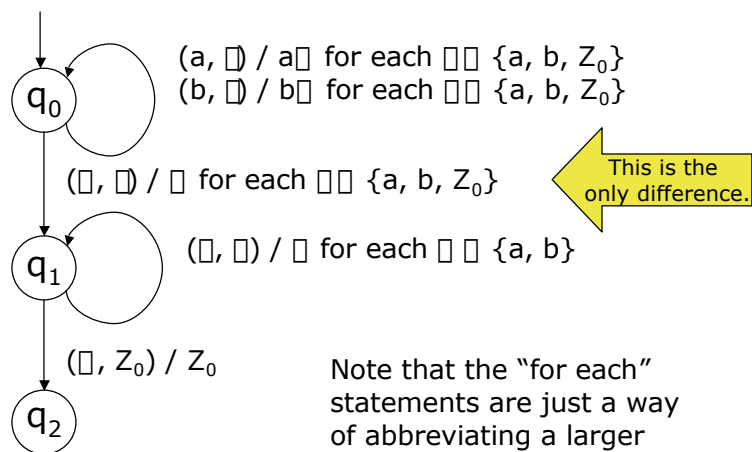 (a, □) / a□ for each □□ {a, b, Z₀}
(b, □) / b□ for each □□ {a, b, Z₀}
q₀
(□, □) / □ for each □□ {a, b, Z₀}
This is the
only difference.
(□, □) / □ for each □ □ {a, b}
q₁
(□, Z₀) / Z₀
Note that the “for each”
statements are just a way
of abbreviating a larger
q₂